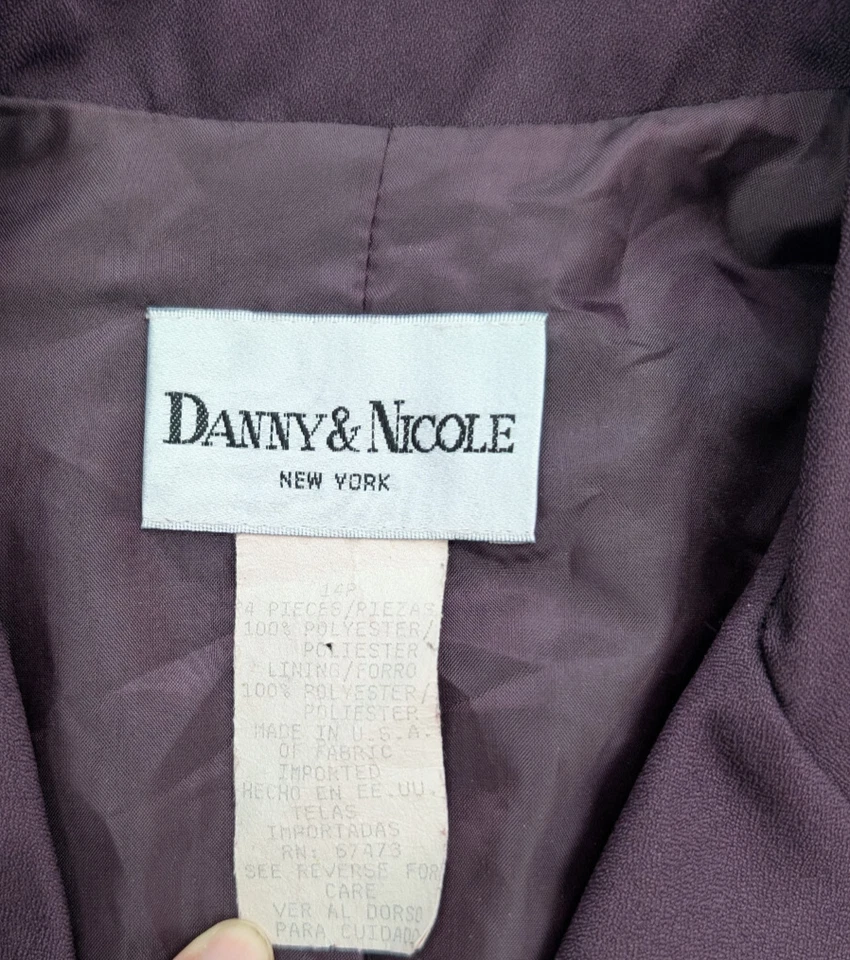 DANNY & NICOLE
NEW YORK
14P
4 PIECES/PIEZAS
100% POLYESTER/
POLIESTER
LINING/FORRO
100% POLYESTER/
POLIESTER
MADE IN U.S.A.
OF FABRIC
IMPORTED
HECHO EN EE.UU.
TELAS
IMPORTADAS
RN: 67473
SEE REVERSE FOR
CARE
VER AL DORSO
PARA CUIDADO